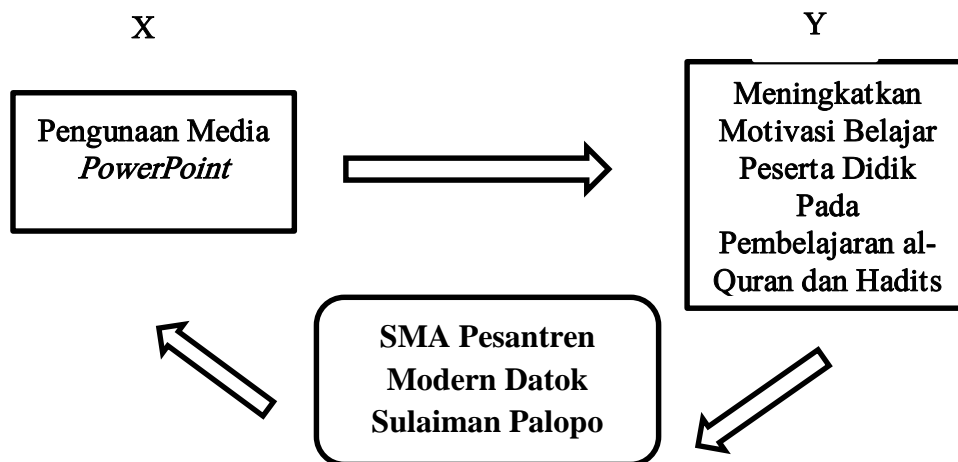 X
Y
Pengunaan Media
PowerPoint
Meningkatkan
Motivasi Belajar
Peserta Didik
Pada
Pembelajaran al-
Quran dan Hadits
SMA Pesantren
Modern Datok
Sulaiman Palopo